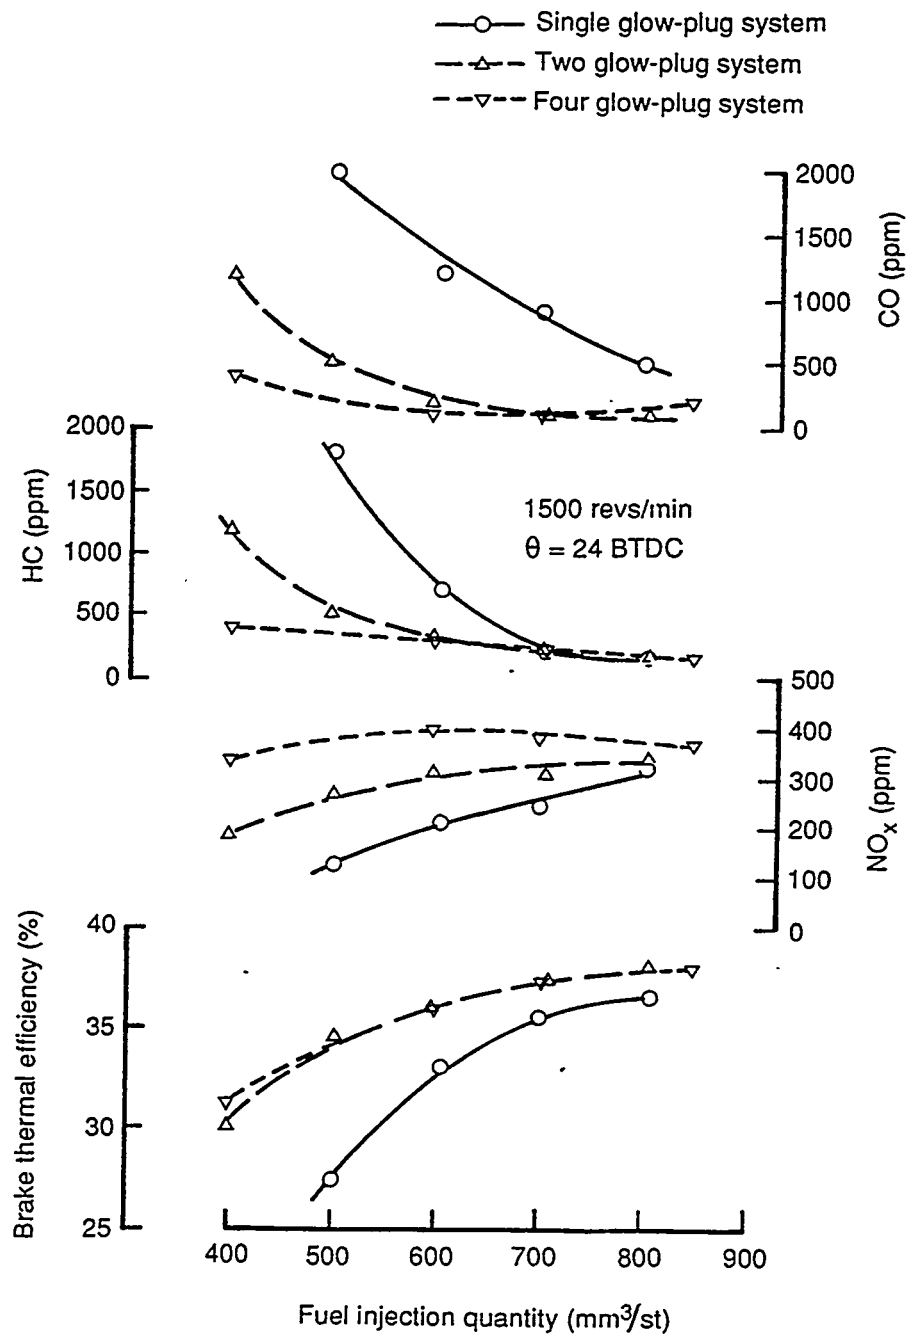 Single glow-plug system
Two glow-plug system
Four glow-plug system
2000
1500
1000
500
0
CO (ppm)
2000
1500
1000
500
0
HC (ppm)
1500 revs/min
θ = 24 BTDC
500
400
300
200
100
0
NOx (ppm)
40
35
30
25
Brake thermal efficiency (%)
400 500 600 700 800 900
Fuel injection quantity (mm³/st)